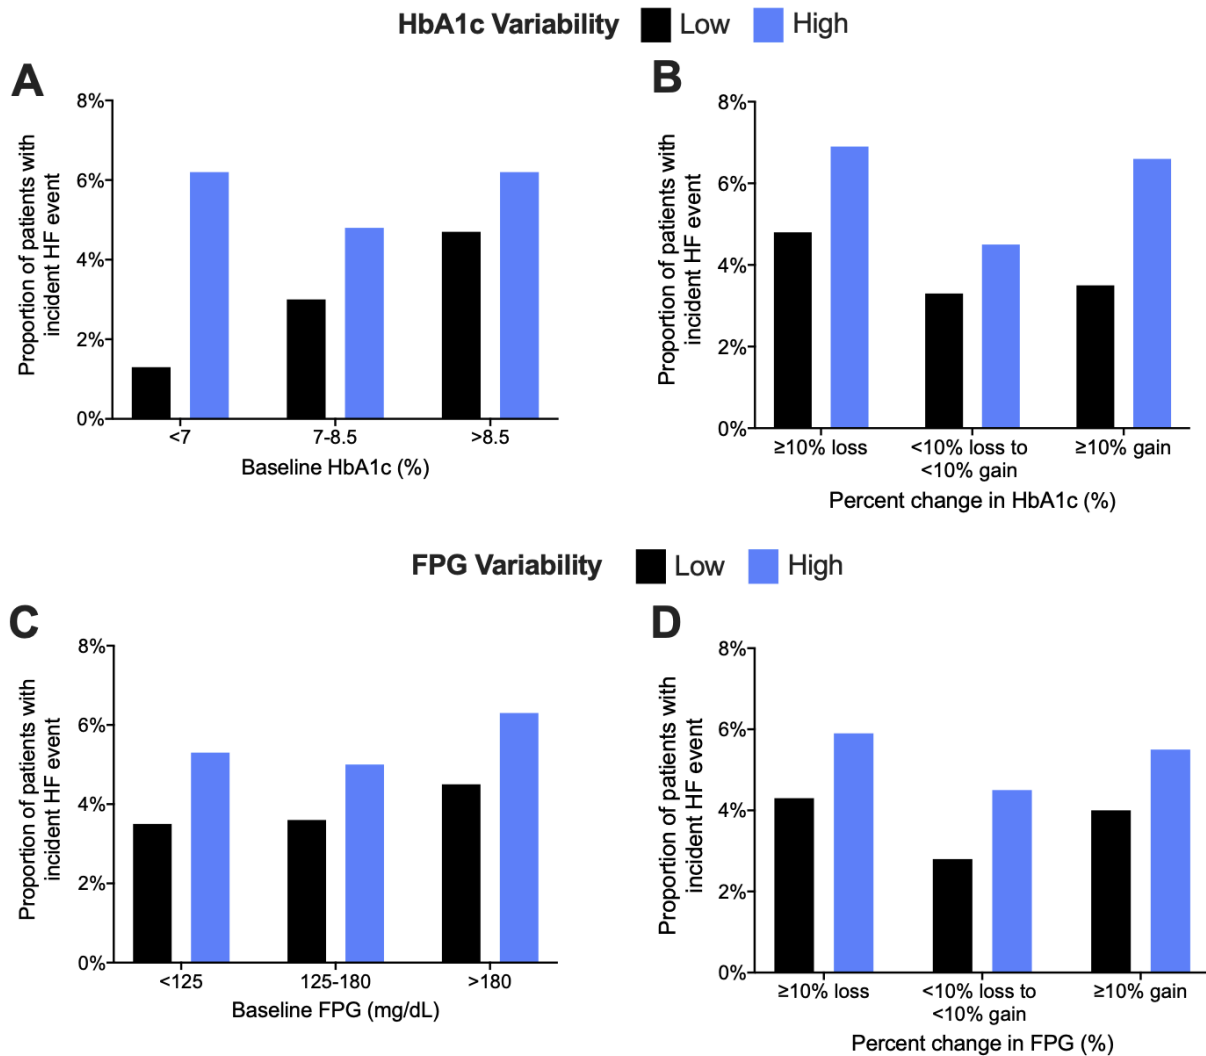 HbA1c Variability Low High
A
Proportion of patients with
incident HF event
8%
6%
4%
2%
0%
<7 7-8.5 >8.5
Baseline HbA1c (%)
B
Proportion of patients with
incident HF event
8%
6%
4%
2%
0%
≥10% loss <10% loss to ≥10% gain
<10% gain
Percent change in HbA1c (%)
FPG Variability Low High
C
Proportion of patients with
incident HF event
8%
6%
4%
2%
0%
<125 125-180 >180
Baseline FPG (mg/dL)
D
Proportion of patients with
incident HF event
8%
6%
4%
2%
0%
≥10% loss <10% loss to ≥10% gain
<10% gain
Percent change in FPG (%)